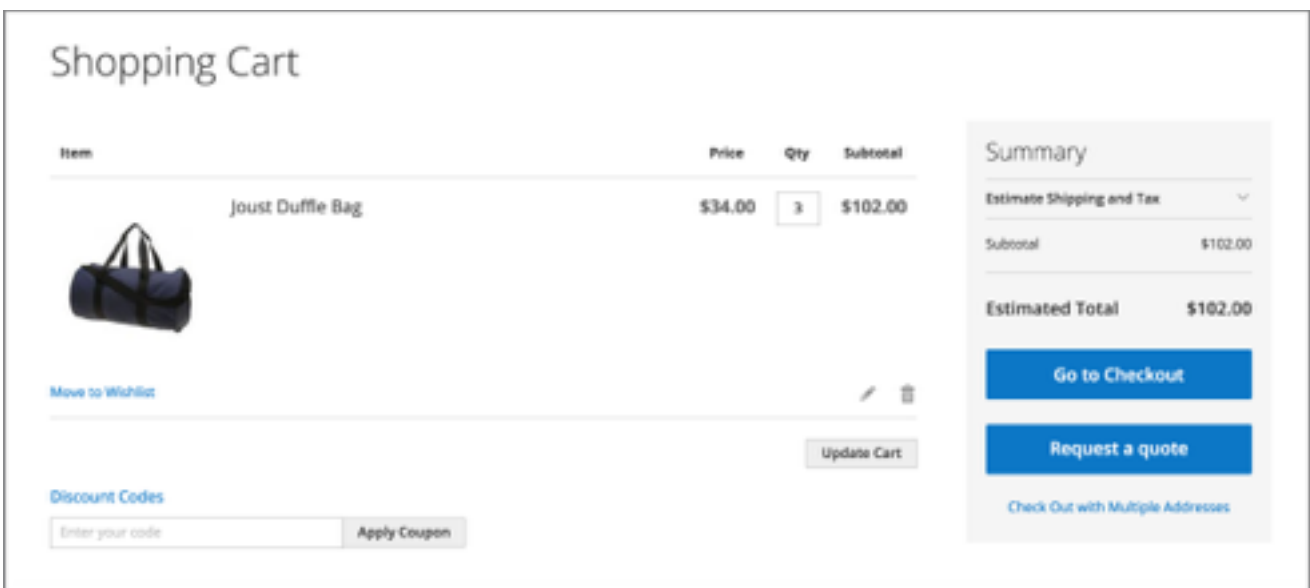 Shopping Cart
Item Price Qty Subtotal
Joust Duffle Bag $34.00 3 $102.00
Move to Wishlist
Update Cart
Discount Codes
Enter your code Apply Coupon
Summary
Estimate Shipping and Tax
Subtotal $102.00
Estimated Total $102.00
Go to Checkout
Request a quote
Check Out with Multiple Addresses